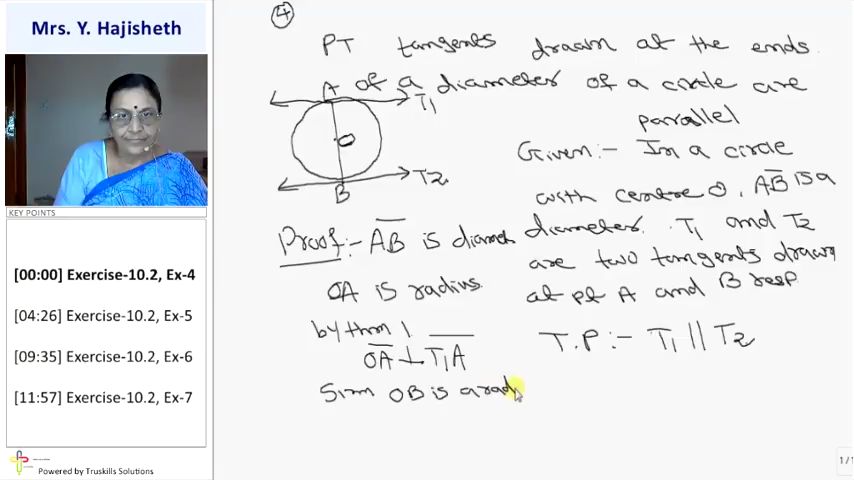 Mrs. Y. Hajisheth
KEY POINTS
[00:00] Exercise-10.2, Ex-4
[04:26] Exercise-10.2, Ex-5
[09:35] Exercise-10.2, Ex-6
[11:57] Exercise-10.2, Ex-7
Powered by Truskills Solutions
4
PT tangents drawn at the ends
of a diameter of a circle are
parallel
A
T1
O
B
T2
Given:- In a circle
with centre O, AB is a
diameter. T1 and T2
are two tangents drawn
at pt A and B resp
T.P:- T1 || T2
Proof:- AB is diamet
OA is radius.
by thm 1
OA ⊥ T1A
Sim OB is a rad
1/1